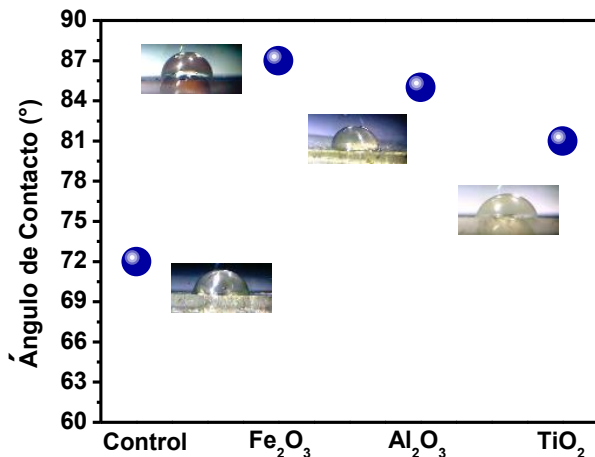 Ángulo de Contacto (°)
90
87
84
81
78
75
72
69
66
63
60
Control
Fe₂O₃
Al₂O₃
TiO₂